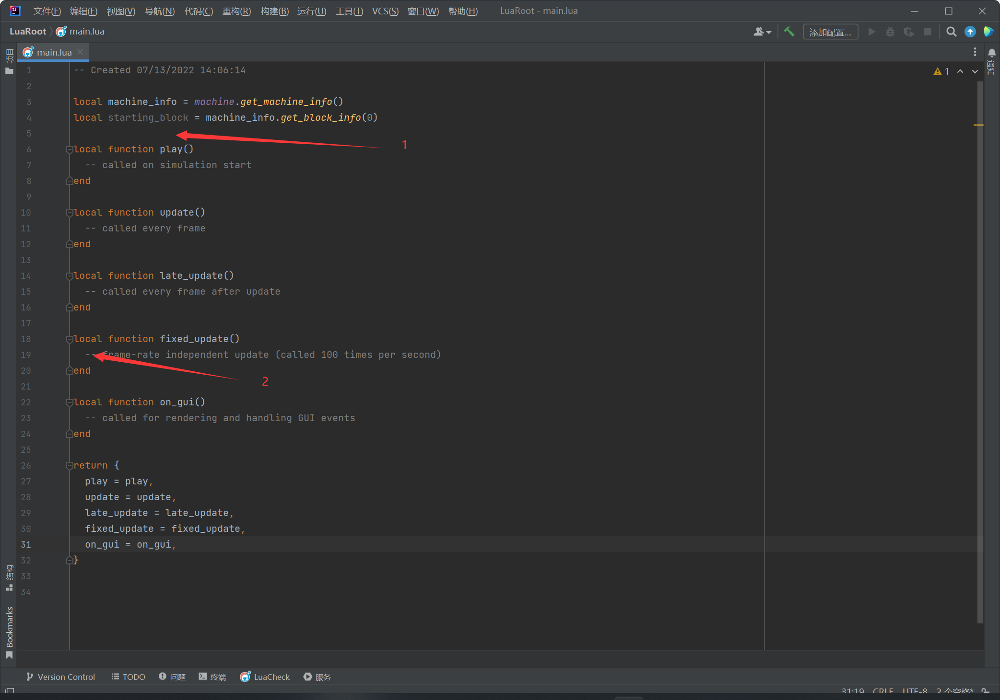 文件(F) 编辑(E) 视图(V) 导航(N) 代码(C) 重构(R) 构建(B) 运行(U) 工具(T) VCS(S) 窗口(W) 帮助(H) LuaRoot - main.lua
LuaRoot main.lua 添加配置...
项目 main.lua 通知
1 -- Created 07/13/2022 14:06:14 1
2
3 local machine_info = machine.get_machine_info()
4 local starting_block = machine_info.get_block_info(0)
5
1
6 local function play()
7 -- called on simulation start
8 end
9
10 local function update()
11 -- called every frame
12 end
13
14 local function late_update()
15 -- called every frame after update
16 end
17
18 local function fixed_update()
19 -- frame-rate independent update (called 100 times per second)
20 end
2
21
22 local function on_gui()
23 -- called for rendering and handling GUI events
24 end
25
26 return {
27 play = play,
28 update = update,
29 late_update = late_update,
30 fixed_update = fixed_update,
31 on_gui = on_gui,
32 }
33
34
结构
Bookmarks
Version Control TODO 问题 终端 LuaCheck 服务
31:19 CRLF UTF-8 2 个空格*